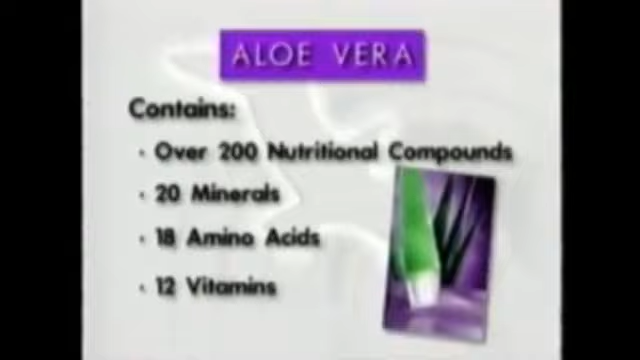 ALOE VERA
Contains:
· Over 200 Nutritional Compounds
· 20 Minerals
· 18 Amino Acids
· 12 Vitamins